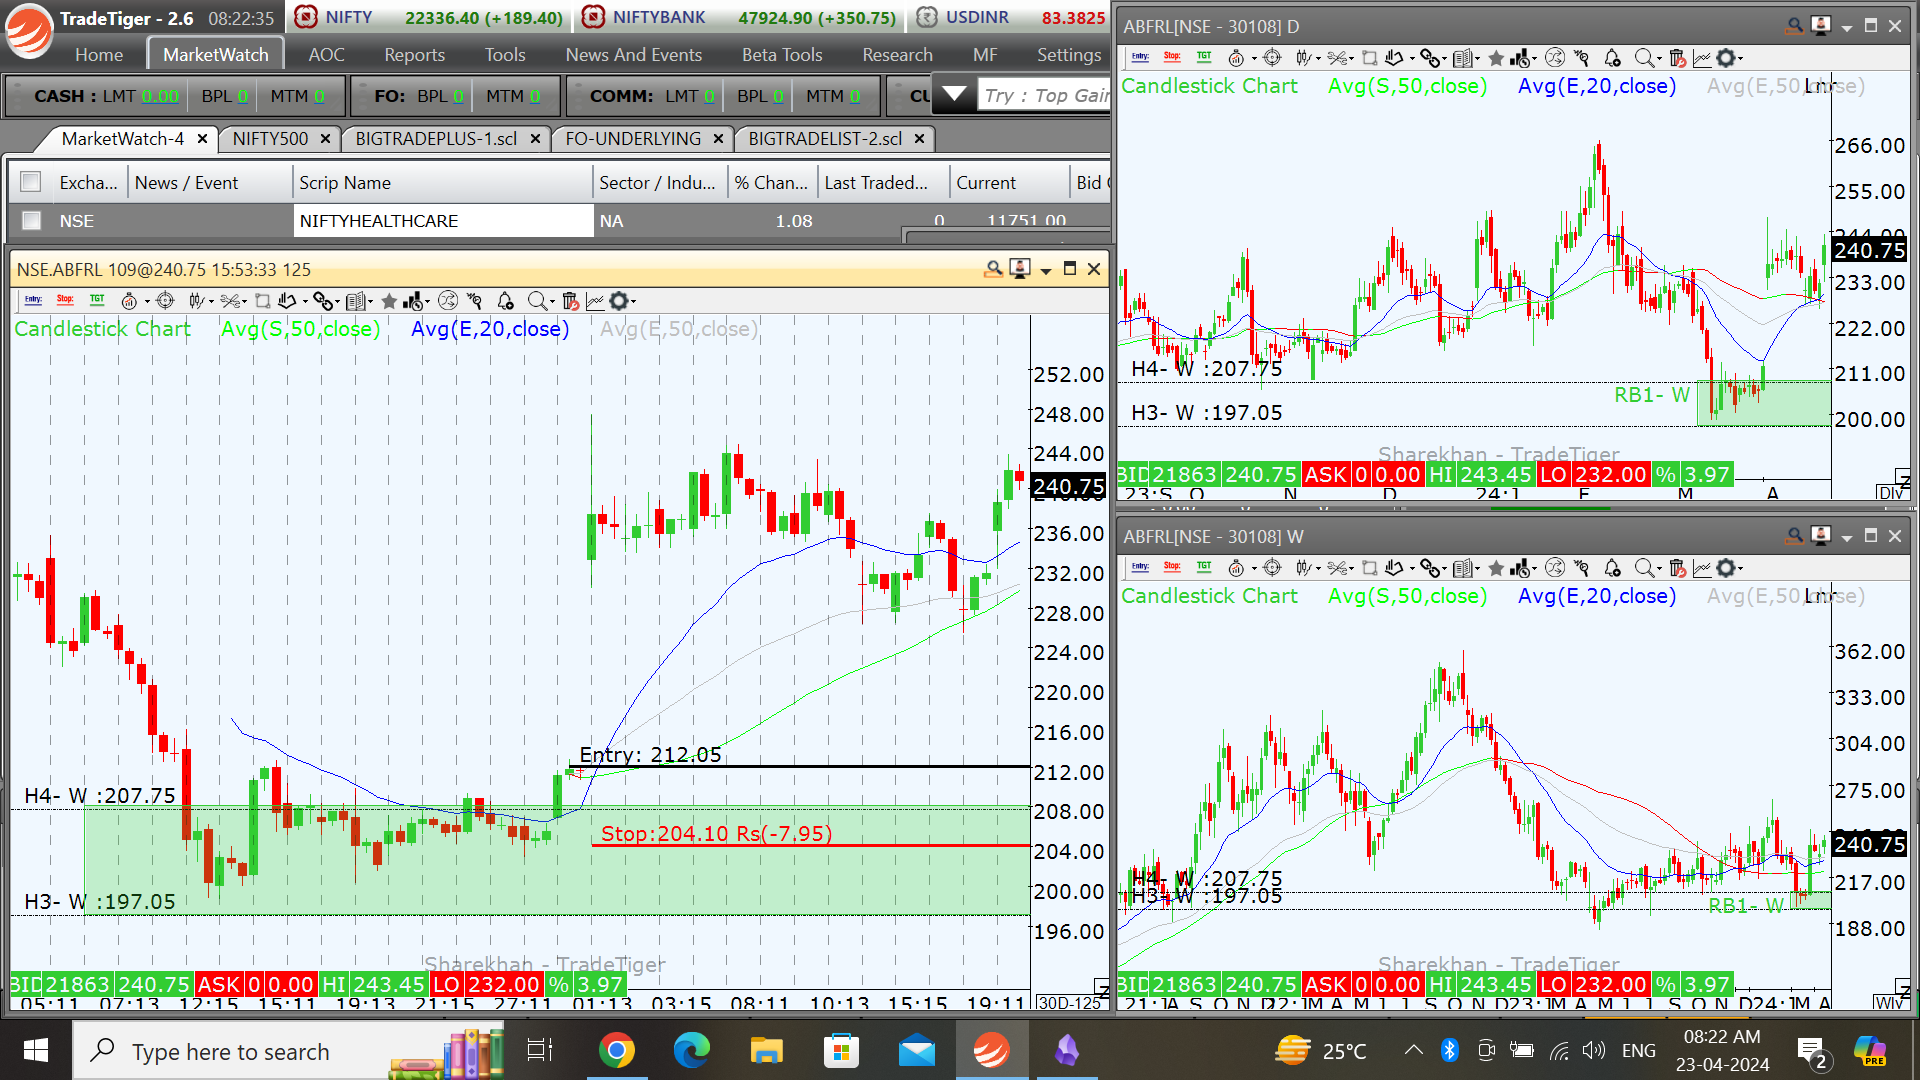 TradeTiger - 2.6 08:22:35 NIFTY 22336.40 (+189.40) NIFTYBANK 47924.90 (+350.75) USDINR 83.3825
Home MarketWatch AOC Reports Tools News And Events Beta Tools Research MF Settings
CASH : LMT 0.00 BPL 0 MTM 0 FO: BPL 0 MTM 0 COMM: LMT 0 BPL 0 MTM 0 Try : Top Gain
MarketWatch-4 NIFTY500 BIGTRADEPLUS-1.scl FO-UNDERLYING BIGTRADELIST-2.scl
Excha... News / Event Scrip Name Sector / Indu... % Chan... Last Traded... Current
NSE NIFTYHEALTHCARE NA 1.08 0 11751.00
NSE.ABFRL 109@240.75 15:53:33 125
Entry: Stop: TGT
Candlestick Chart Avg(S,50,close) Avg(E,20,close) Avg(E,50,close)
252.00
248.00
244.00
240.75
236.00
232.00
228.00
224.00
220.00
216.00
212.00
208.00
204.00
200.00
196.00
Entry: 212.05
H4- W :207.75
Stop:204.10 Rs(-7.95)
H3- W :197.05
Sharekhan - TradeTiger
BID 21863 240.75 ASK 0 0.00 HI 243.45 LO 232.00 % 3.97
05:11 07:13 12:15 15:11 19:13 21:15 27:11 01:13 03:15 08:11 10:13 15:15 19:11 30D-125
ABFRL[NSE - 30108] D
Entry: Stop: TGT
Candlestick Chart Avg(S,50,close) Avg(E,20,close) Avg(E,50,close)
266.00
255.00
244.00
240.75
233.00
222.00
211.00
200.00
H4- W :207.75
RB1- W
H3- W :197.05
Sharekhan - TradeTiger
BID 21863 240.75 ASK 0 0.00 HI 243.45 LO 232.00 % 3.97
23:S O N D 24:J F M A Dly
ABFRL[NSE - 30108] W
Entry: Stop: TGT
Candlestick Chart Avg(S,50,close) Avg(E,20,close) Avg(E,50,close)
362.00
333.00
304.00
275.00
240.75
217.00
188.00
H4- W :207.75
H3- W :197.05
RB1- W
Sharekhan - TradeTiger
BID 21863 240.75 ASK 0 0.00 HI 243.45 LO 232.00 % 3.97
Wly
Type here to search 25°C ENG 08:22 AM
23-04-2024 2 PRE